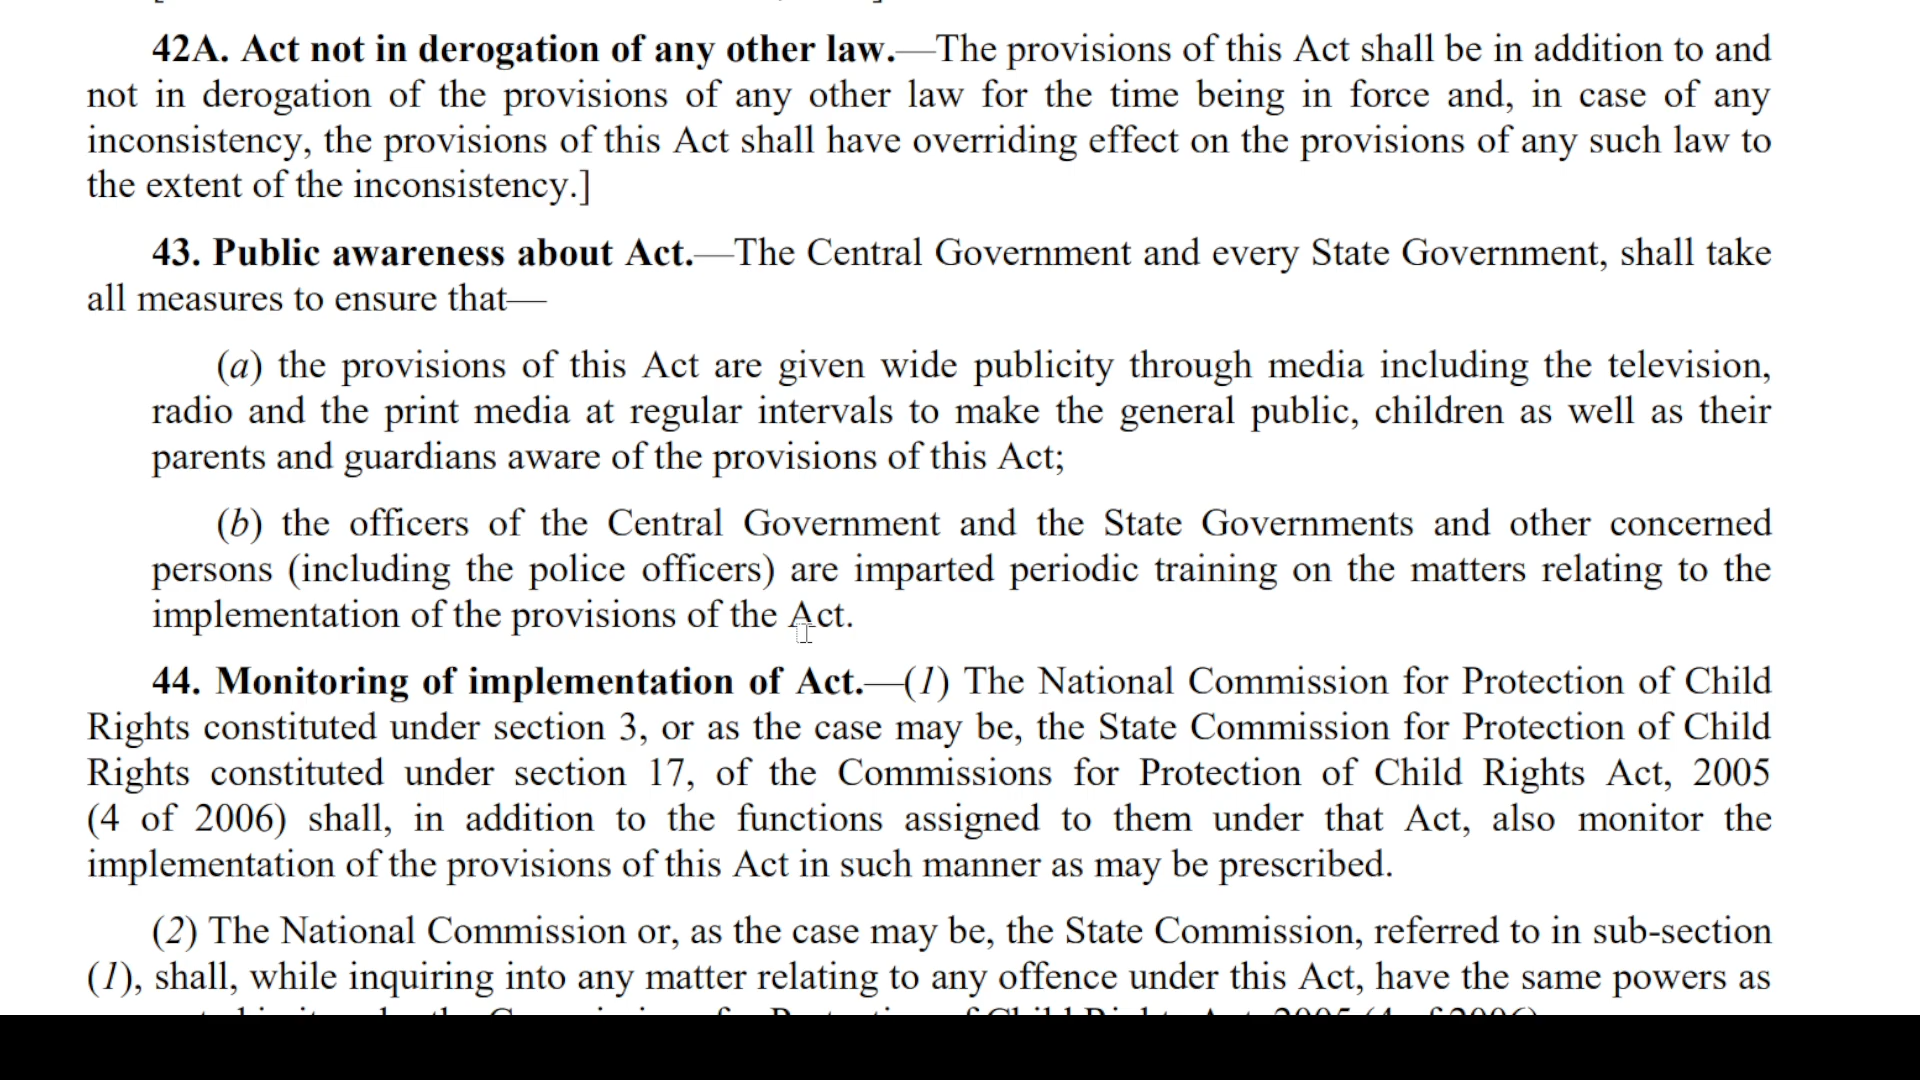 42A. Act not in derogation of any other law.—The provisions of this Act shall be in addition to and
not in derogation of the provisions of any other law for the time being in force and, in case of any
inconsistency, the provisions of this Act shall have overriding effect on the provisions of any such law to
the extent of the inconsistency.]
43. Public awareness about Act.—The Central Government and every State Government, shall take
all measures to ensure that—
(a) the provisions of this Act are given wide publicity through media including the television,
radio and the print media at regular intervals to make the general public, children as well as their
parents and guardians aware of the provisions of this Act;
(b) the officers of the Central Government and the State Governments and other concerned
persons (including the police officers) are imparted periodic training on the matters relating to the
implementation of the provisions of the Act.
44. Monitoring of implementation of Act.—(1) The National Commission for Protection of Child
Rights constituted under section 3, or as the case may be, the State Commission for Protection of Child
Rights constituted under section 17, of the Commissions for Protection of Child Rights Act, 2005
(4 of 2006) shall, in addition to the functions assigned to them under that Act, also monitor the
implementation of the provisions of this Act in such manner as may be prescribed.
(2) The National Commission or, as the case may be, the State Commission, referred to in sub-section
(1), shall, while inquiring into any matter relating to any offence under this Act, have the same powers as